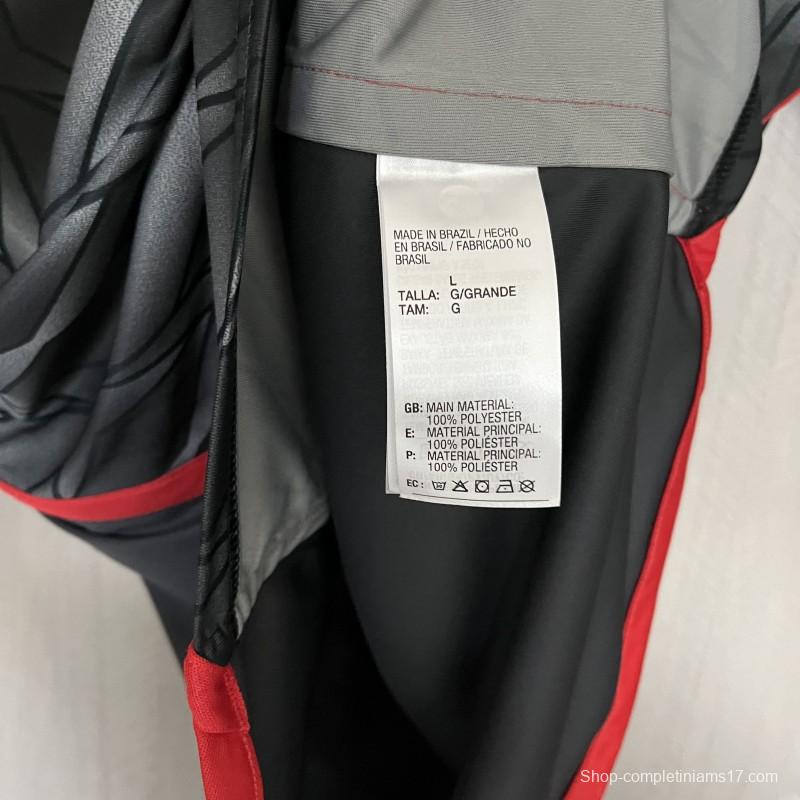 MADE IN BRAZIL / HECHO
EN BRASIL / FABRICADO NO
BRASIL
L
TALLA: G/GRANDE
TAM: G
GB: MAIN MATERIAL:
100% POLYESTER
E: MATERIAL PRINCIPAL:
100% POLIÉSTER
P: MATERIAL PRINCIPAL:
100% POLIÉSTER
EC:
Shop-completiniams17.com